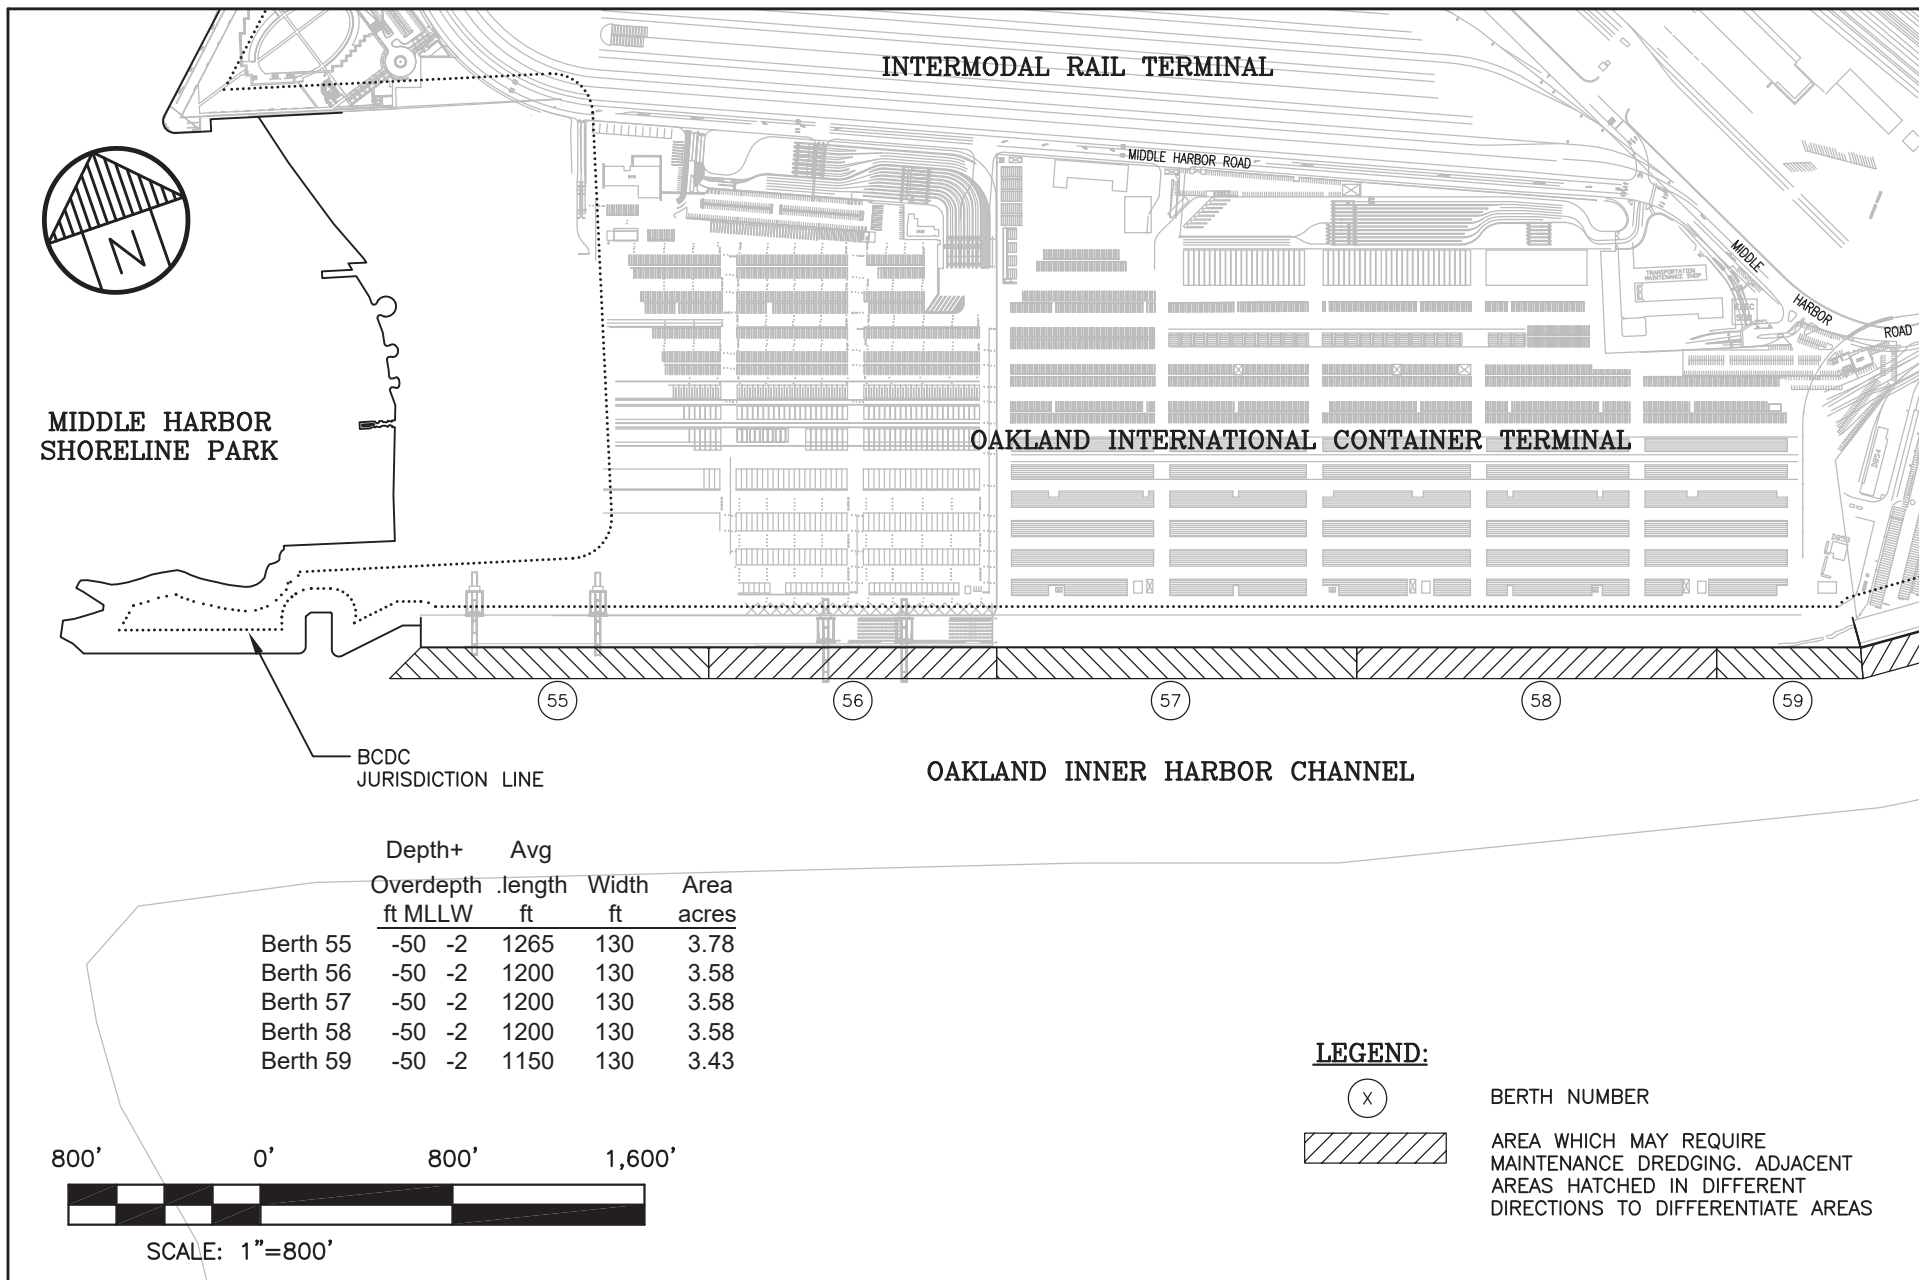 INTERMODAL RAIL TERMINAL
MIDDLE HARBOR ROAD
N
TRANSPORTATION
MAINTENANCE SHOP
MIDDLE
HARBOR
ROAD
MIDDLE HARBOR
SHORELINE PARK
OAKLAND INTERNATIONAL CONTAINER TERMINAL
55
56
57
58
59
BCDC
JURISDICTION LINE
OAKLAND INNER HARBOR CHANNEL
Depth+ Avg
Overdepth .length Width Area
ft MLLW ft ft acres
Berth 55 -50 -2 1265 130 3.78
Berth 56 -50 -2 1200 130 3.58
Berth 57 -50 -2 1200 130 3.58
Berth 58 -50 -2 1200 130 3.58
Berth 59 -50 -2 1150 130 3.43
LEGEND:
X BERTH NUMBER
AREA WHICH MAY REQUIRE
MAINTENANCE DREDGING. ADJACENT
AREAS HATCHED IN DIFFERENT
DIRECTIONS TO DIFFERENTIATE AREAS
800' 0' 800' 1,600'
SCALE: 1"=800'